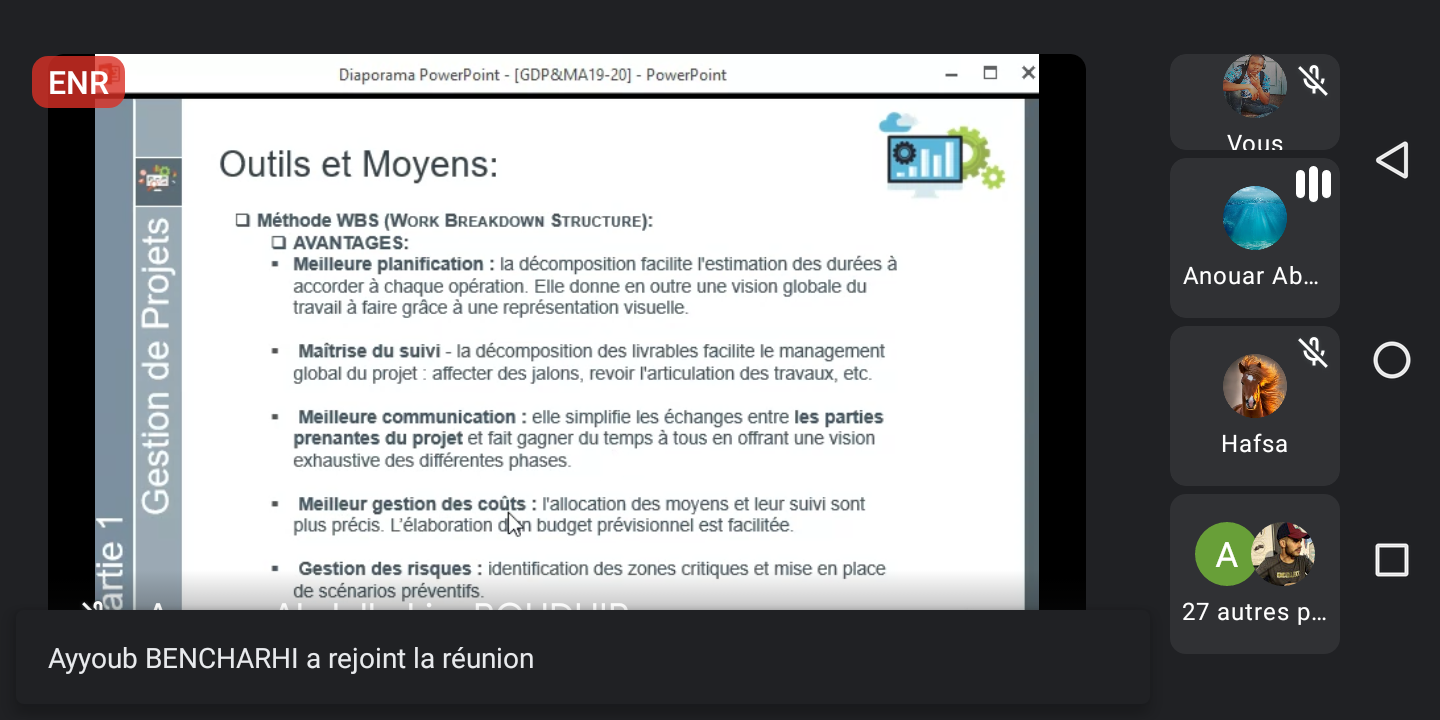 ENR
Diaporama PowerPoint - [GDP&MA19-20] - PowerPoint
Gestion de Projets
artie 1
Outils et Moyens:
Méthode WBS (WORK BREAKDOWN STRUCTURE):
AVANTAGES:
Meilleure planification : la décomposition facilite l'estimation des durées à
accorder à chaque opération. Elle donne en outre une vision globale du
travail à faire grâce à une représentation visuelle.
Maîtrise du suivi - la décomposition des livrables facilite le management
global du projet : affecter des jalons, revoir l'articulation des travaux, etc.
Meilleure communication : elle simplifie les échanges entre les parties
prenantes du projet et fait gagner du temps à tous en offrant une vision
exhaustive des différentes phases.
Meilleur gestion des coûts : l'allocation des moyens et leur suivi sont
plus précis. L'élaboration d'un budget prévisionnel est facilitée.
Gestion des risques : identification des zones critiques et mise en place
de scénarios préventifs.
Ayyoub BENCHARHI a rejoint la réunion
Vous
Anouar Ab...
Hafsa
A
27 autres p...